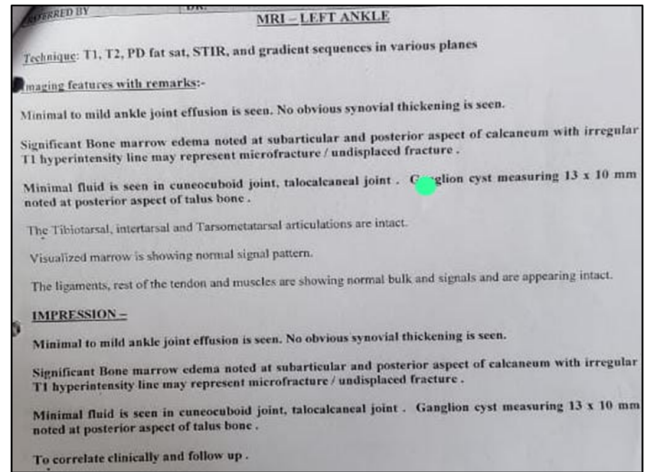 REFERRED BY
MRI – LEFT ANKLE
Technique: T1, T2, PD fat sat, STIR, and gradient sequences in various planes
maging features with remarks:-
Minimal to mild ankle joint effusion is seen. No obvious synovial thickening is seen.
Significant Bone marrow edema noted at subarticular and posterior aspect of calcaneum with irregular
T1 hyperintensity line may represent microfracture / undisplaced fracture .
Minimal fluid is seen in cuneocuboid joint, talocalcaneal joint . Ganglion cyst measuring 13 x 10 mm
noted at posterior aspect of talus bone .
The Tibiotarsal, intertarsal and Tarsometatarsal articulations are intact.
Visualized marrow is showing normal signal pattern.
The ligaments, rest of the tendon and muscles are showing normal bulk and signals and are appearing intact.
IMPRESSION –
Minimal to mild ankle joint effusion is seen. No obvious synovial thickening is seen.
Significant Bone marrow edema noted at subarticular and posterior aspect of calcaneum with irregular
T1 hyperintensity line may represent microfracture / undisplaced fracture .
Minimal fluid is seen in cuneocuboid joint, talocalcaneal joint . Ganglion cyst measuring 13 x 10 mm
noted at posterior aspect of talus bone .
To correlate clinically and follow up .